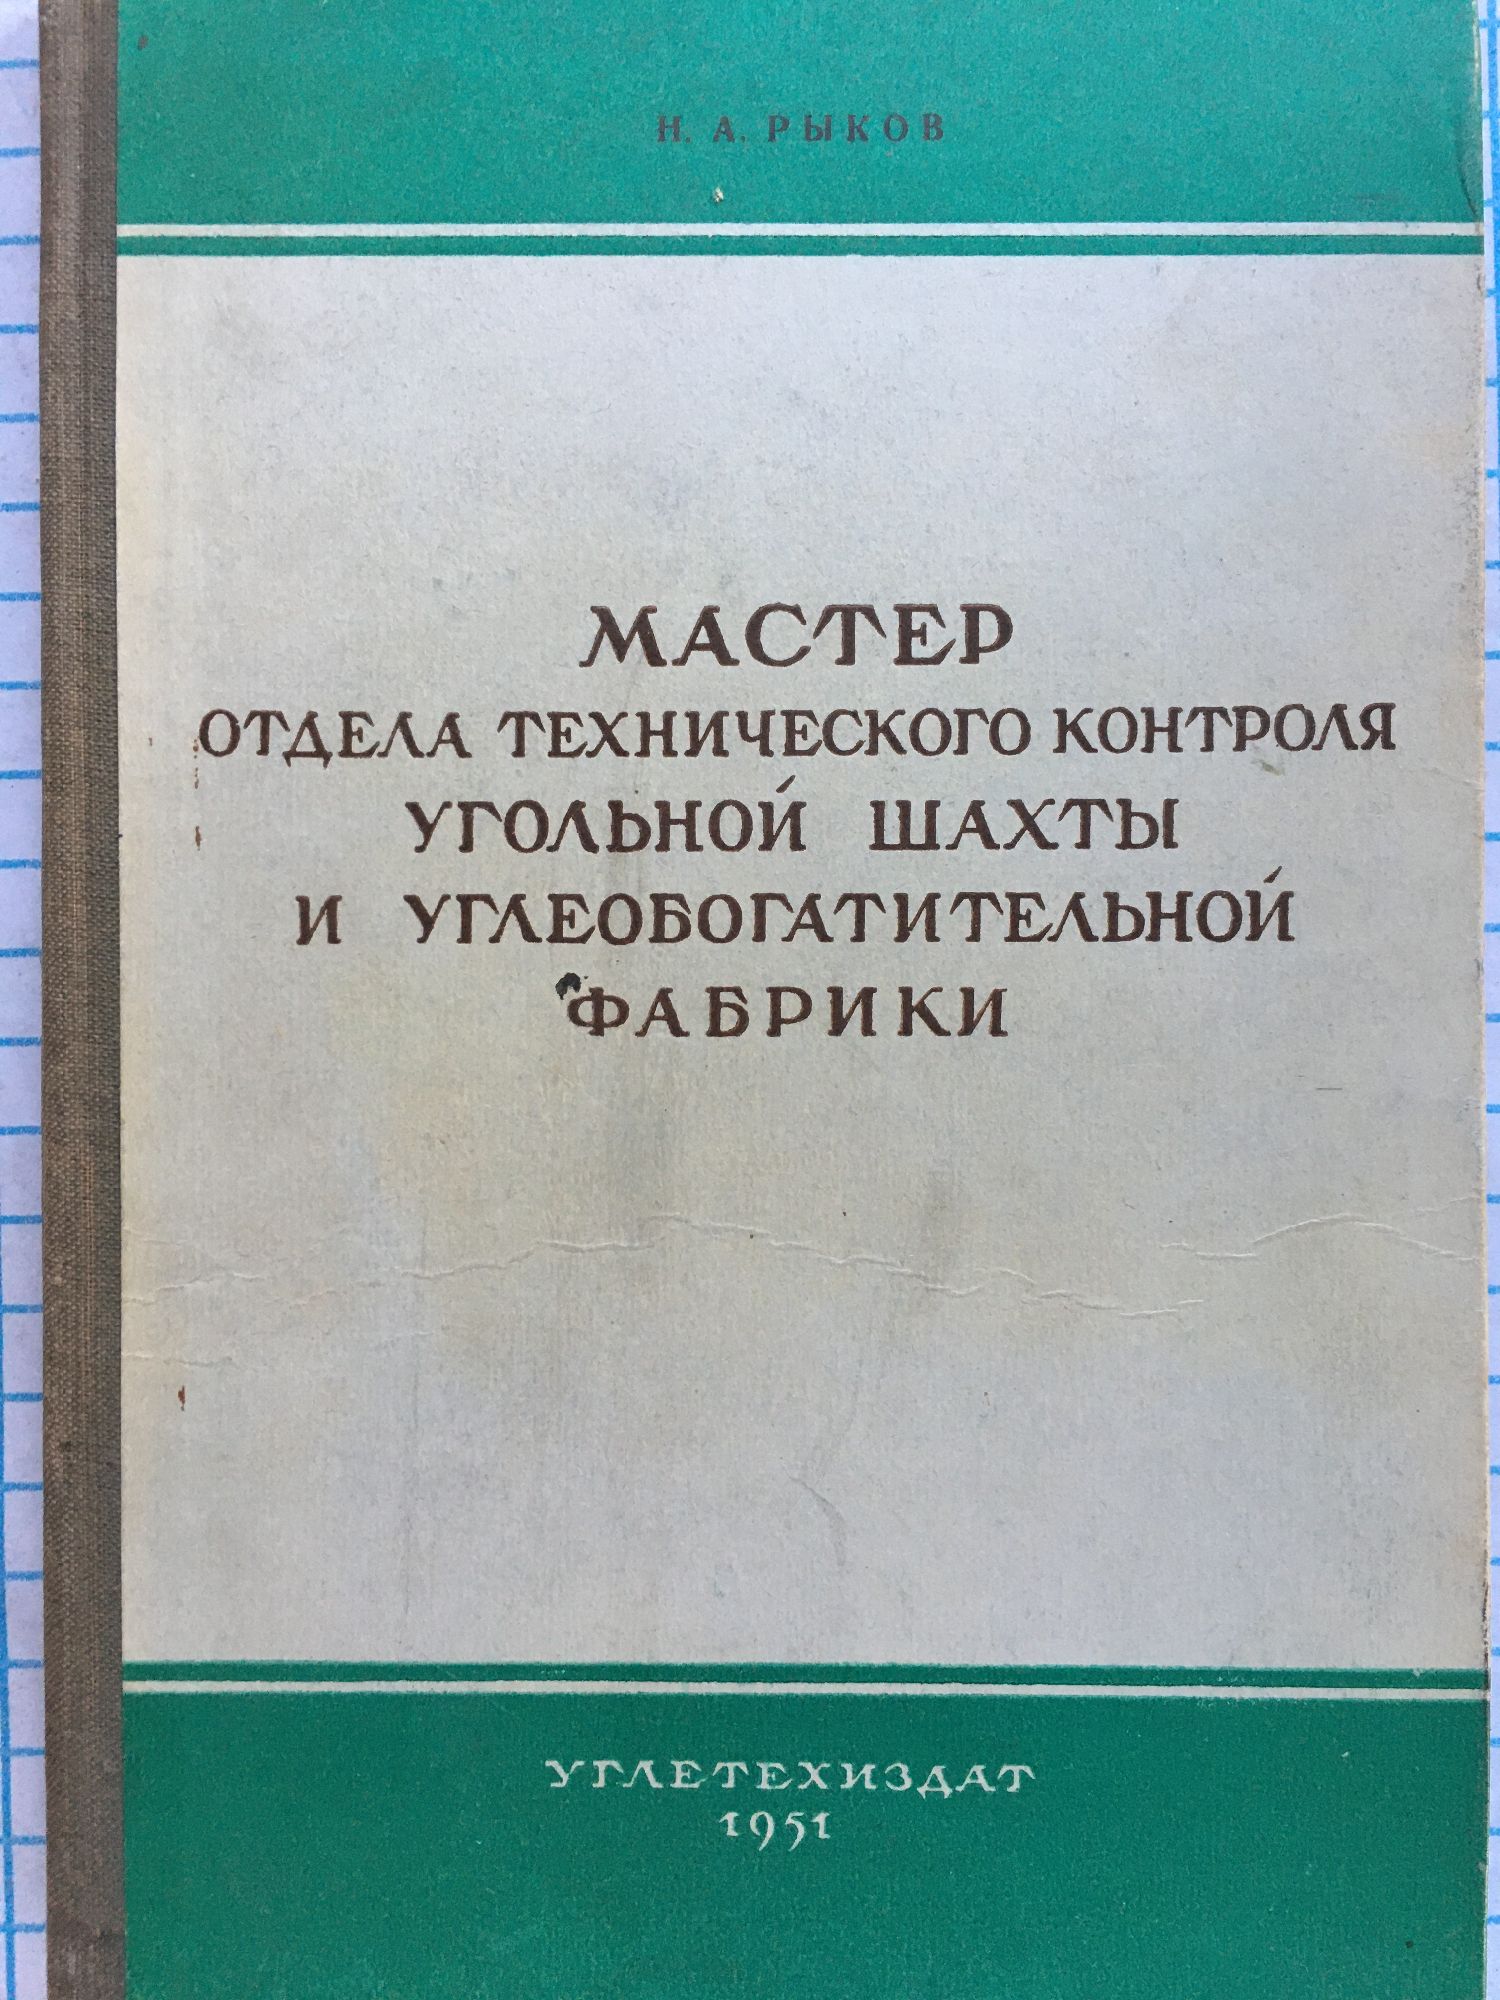 Н. А. РЫКОВ
МАСТЕР
ОТДЕЛА ТЕХНИЧЕСКОГО КОНТРОЛЯ
УГОЛЬНОЙ ШАХТЫ
И УГЛЕОБОГАТИТЕЛЬНОЙ
ФАБРИКИ
УГЛЕТЕХИЗДАТ
1951